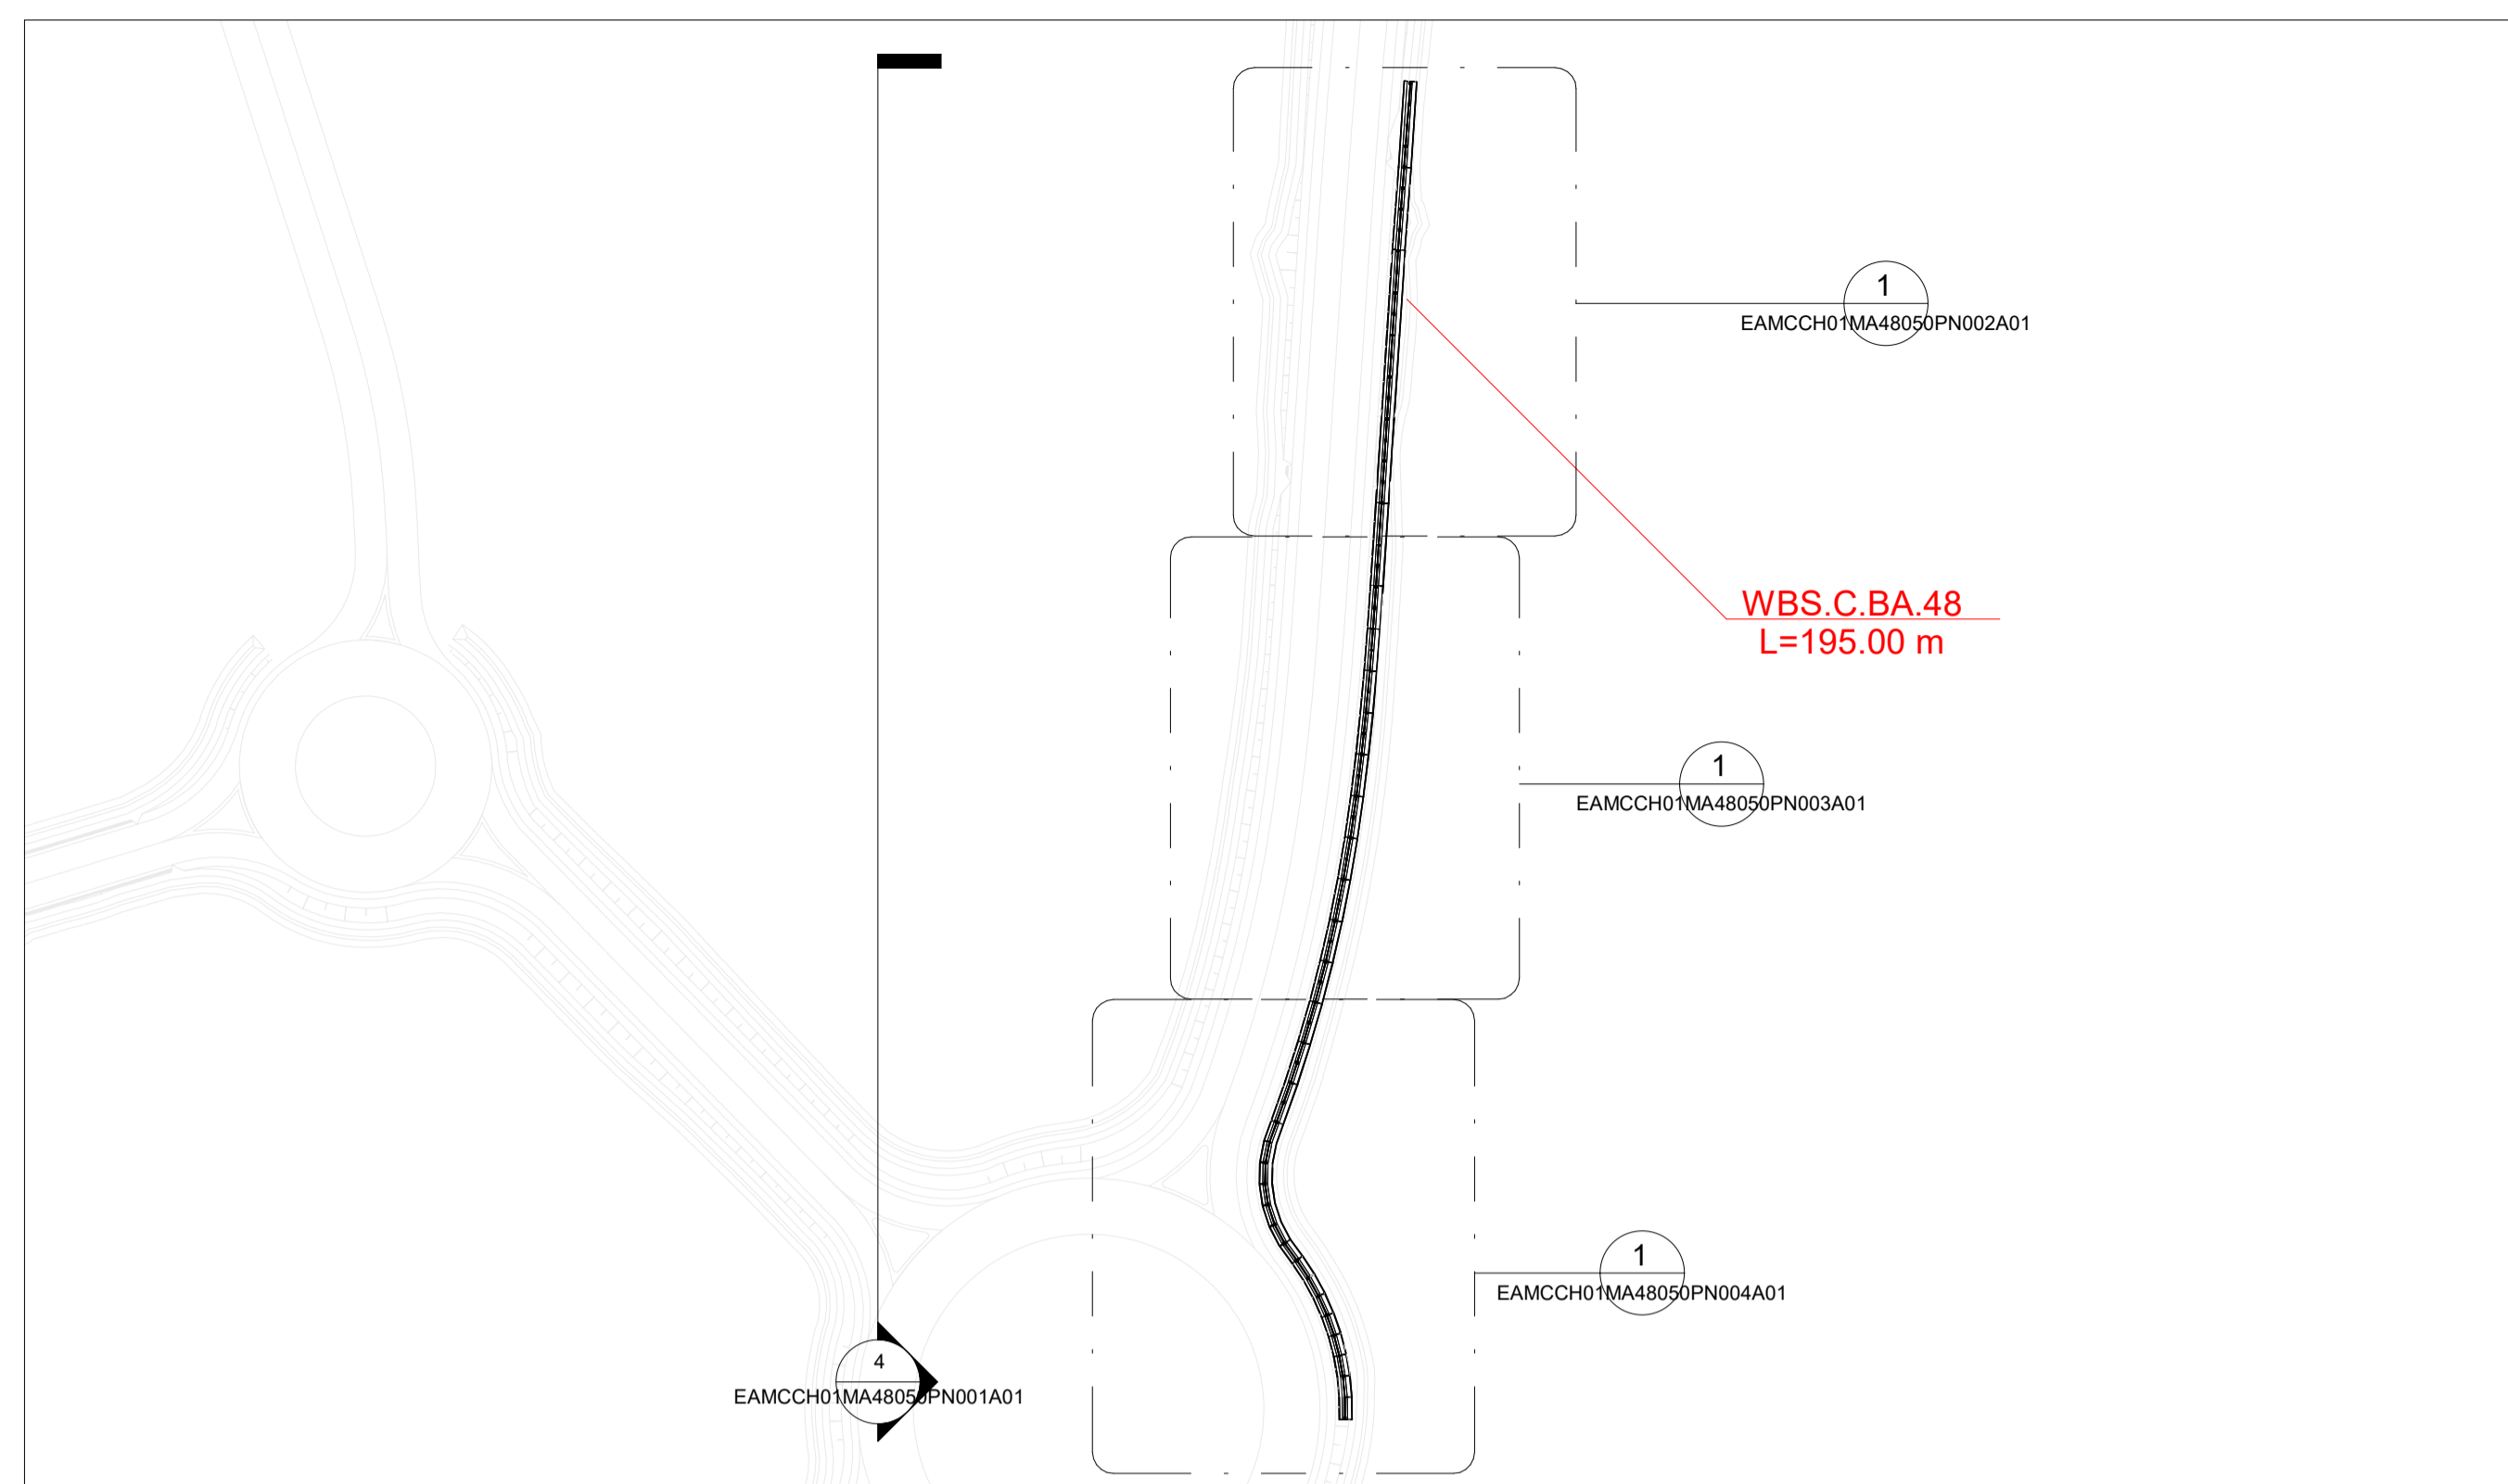 1
EAMCCH01MA48050PN002A01
WBS.C.BA.48
L=195.00 m
1
EAMCCH01MA48050PN003A01
1
EAMCCH01MA48050PN004A01
4
EAMCCH01MA48050PN001A01